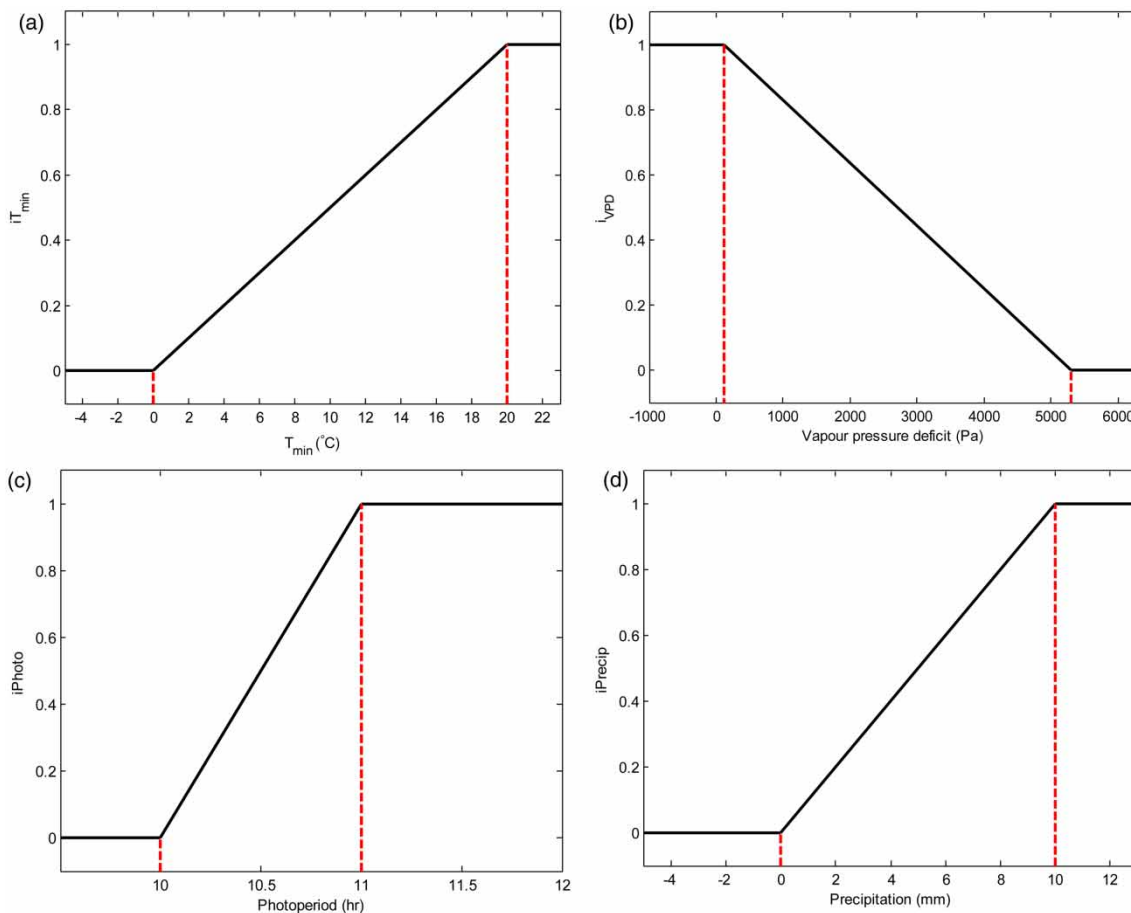 (a)
1
0.8
0.6
0.4
0.2
0
iT_min
-4 -2 0 2 4 6 8 10 12 14 16 18 20 22
T_min (°C)
(b)
1
0.8
0.6
0.4
0.2
0
i_VPD
-1000 0 1000 2000 3000 4000 5000 6000
Vapour pressure deficit (Pa)
(c)
1
0.8
0.6
0.4
0.2
0
iPhoto
10 10.5 11 11.5 12
Photoperiod (hr)
(d)
1
0.8
0.6
0.4
0.2
0
iPrecip
-4 -2 0 2 4 6 8 10 12
Precipitation (mm)